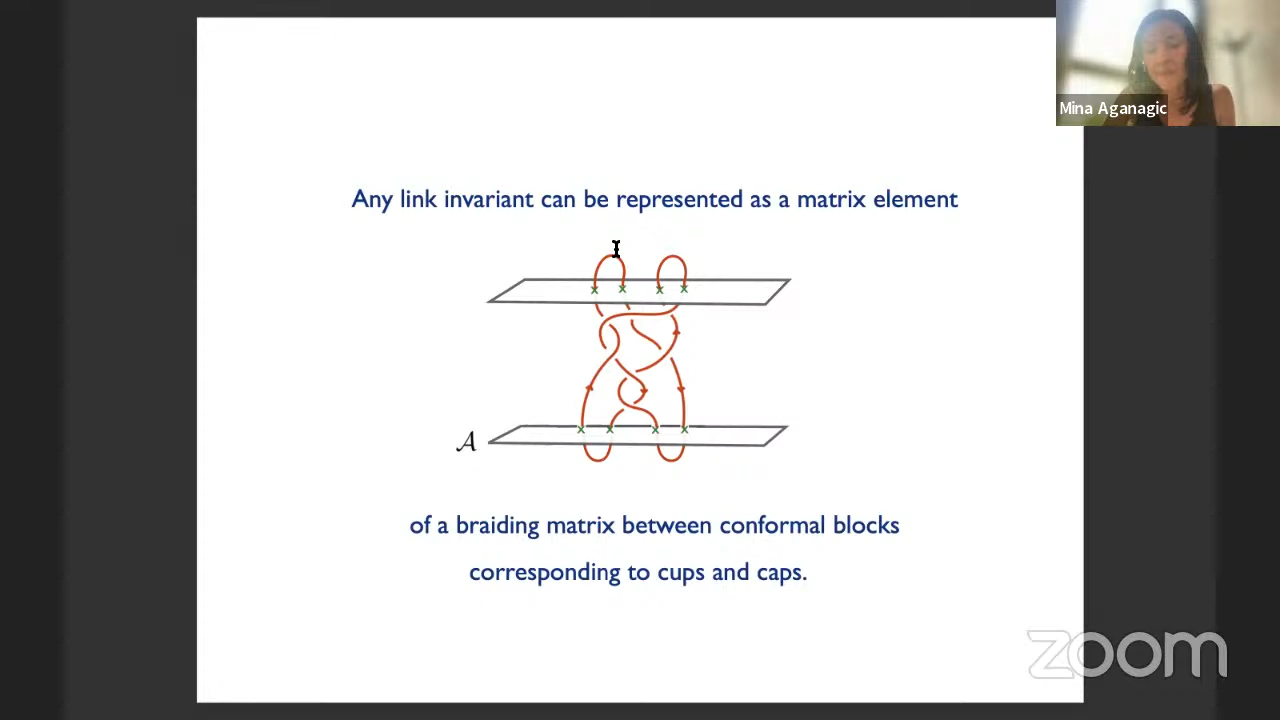 Mina Aganagic
Any link invariant can be represented as a matrix element
x x x x
𝒜
x x x x
of a braiding matrix between conformal blocks
corresponding to cups and caps.
zoom